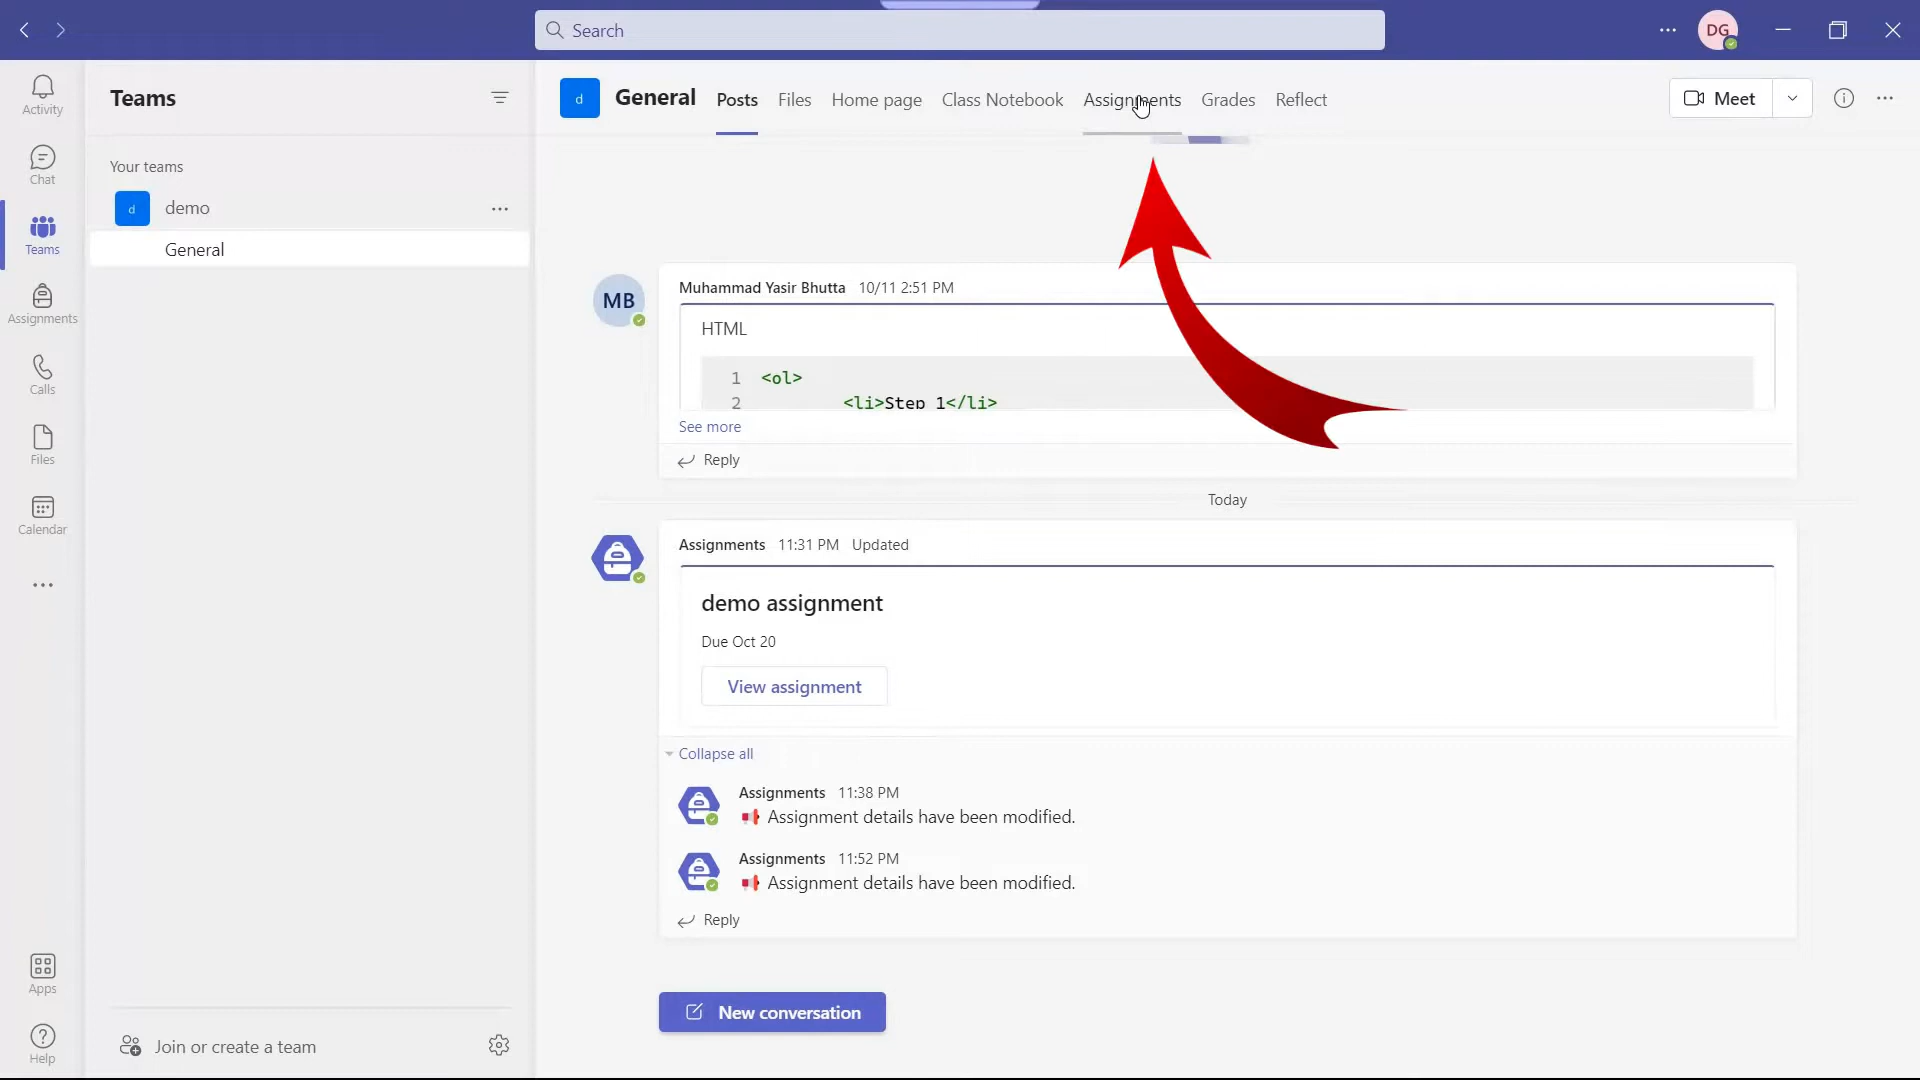 Search
DG
Activity
Chat
Teams
Assignments
Calls
Files
Calendar
Apps
Help
Teams
Your teams
d demo
General
Join or create a team
d General Posts Files Home page Class Notebook Assignments Grades Reflect
Meet
MB
Muhammad Yasir Bhutta 10/11 2:51 PM
HTML
1 <ol>
2 <li>Step 1</li>
See more
Reply
Today
Assignments 11:31 PM Updated
demo assignment
Due Oct 20
View assignment
Collapse all
Assignments 11:38 PM
Assignment details have been modified.
Assignments 11:52 PM
Assignment details have been modified.
Reply
New conversation